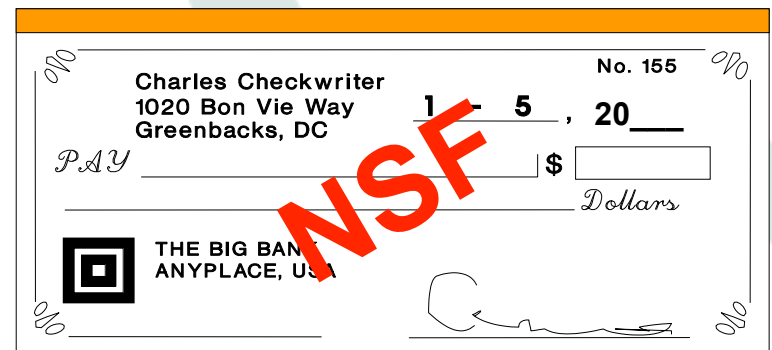 No. 155
Charles Checkwriter
1020 Bon Vie Way
Greenbacks, DC
1 - 5 , 20___
PAY
$
Dollars
NSF
THE BIG BANK
ANYPLACE, USA